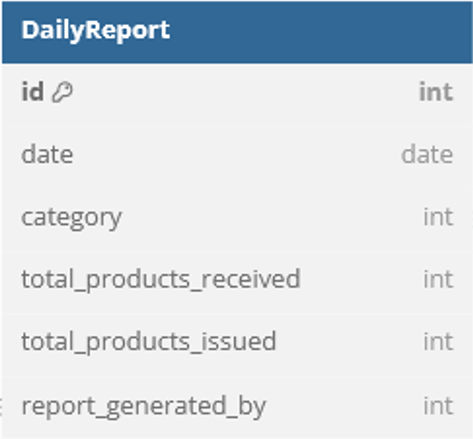 DailyReport
id int
date date
category int
total_products_received int
total_products_issued int
report_generated_by int